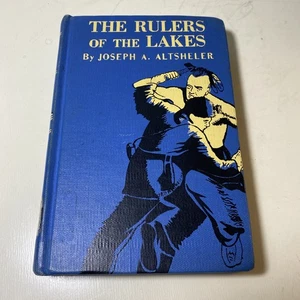 THE RULERS
OF THE LAKES
By JOSEPH A. ALTSHELER